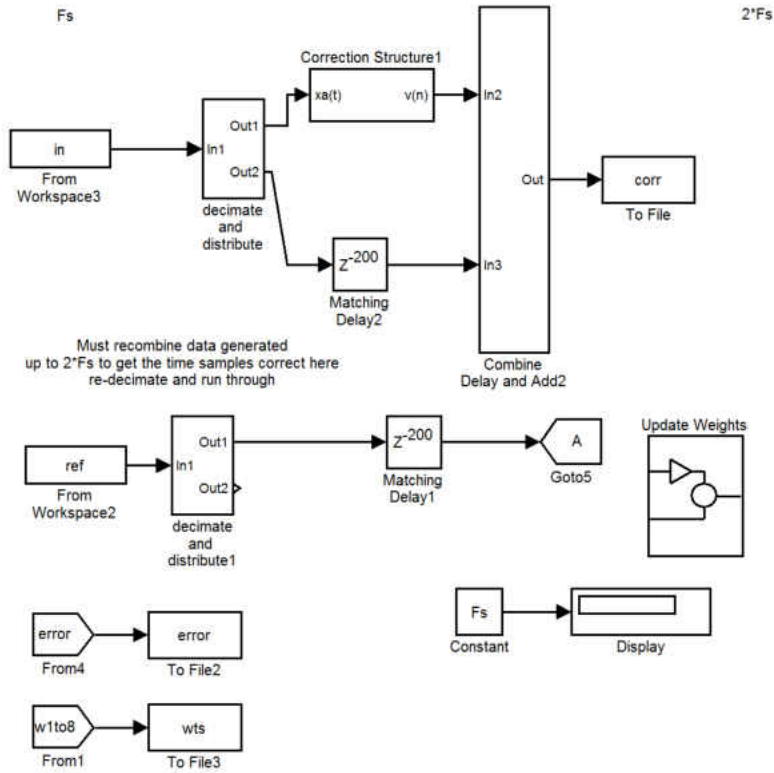 Fs
2*Fs
Correction Structure1
xa(t)
v(n)
In2
Out1
In1
Out2
in
From
Workspace3
decimate
and
distribute
Out
corr
To File
Z-200
In3
Matching
Delay2
Combine
Delay and Add2
Must recombine data generated
up to 2*Fs to get the time samples correct here
re-decimate and run through
Update Weights
Out1
Z-200
A
ref
In1
Matching
Delay1
Goto5
From
Workspace2
Out2
decimate
and
distribute1
error
error
Fs
From4
To File2
Constant
Display
w1to8
wts
From1
To File3